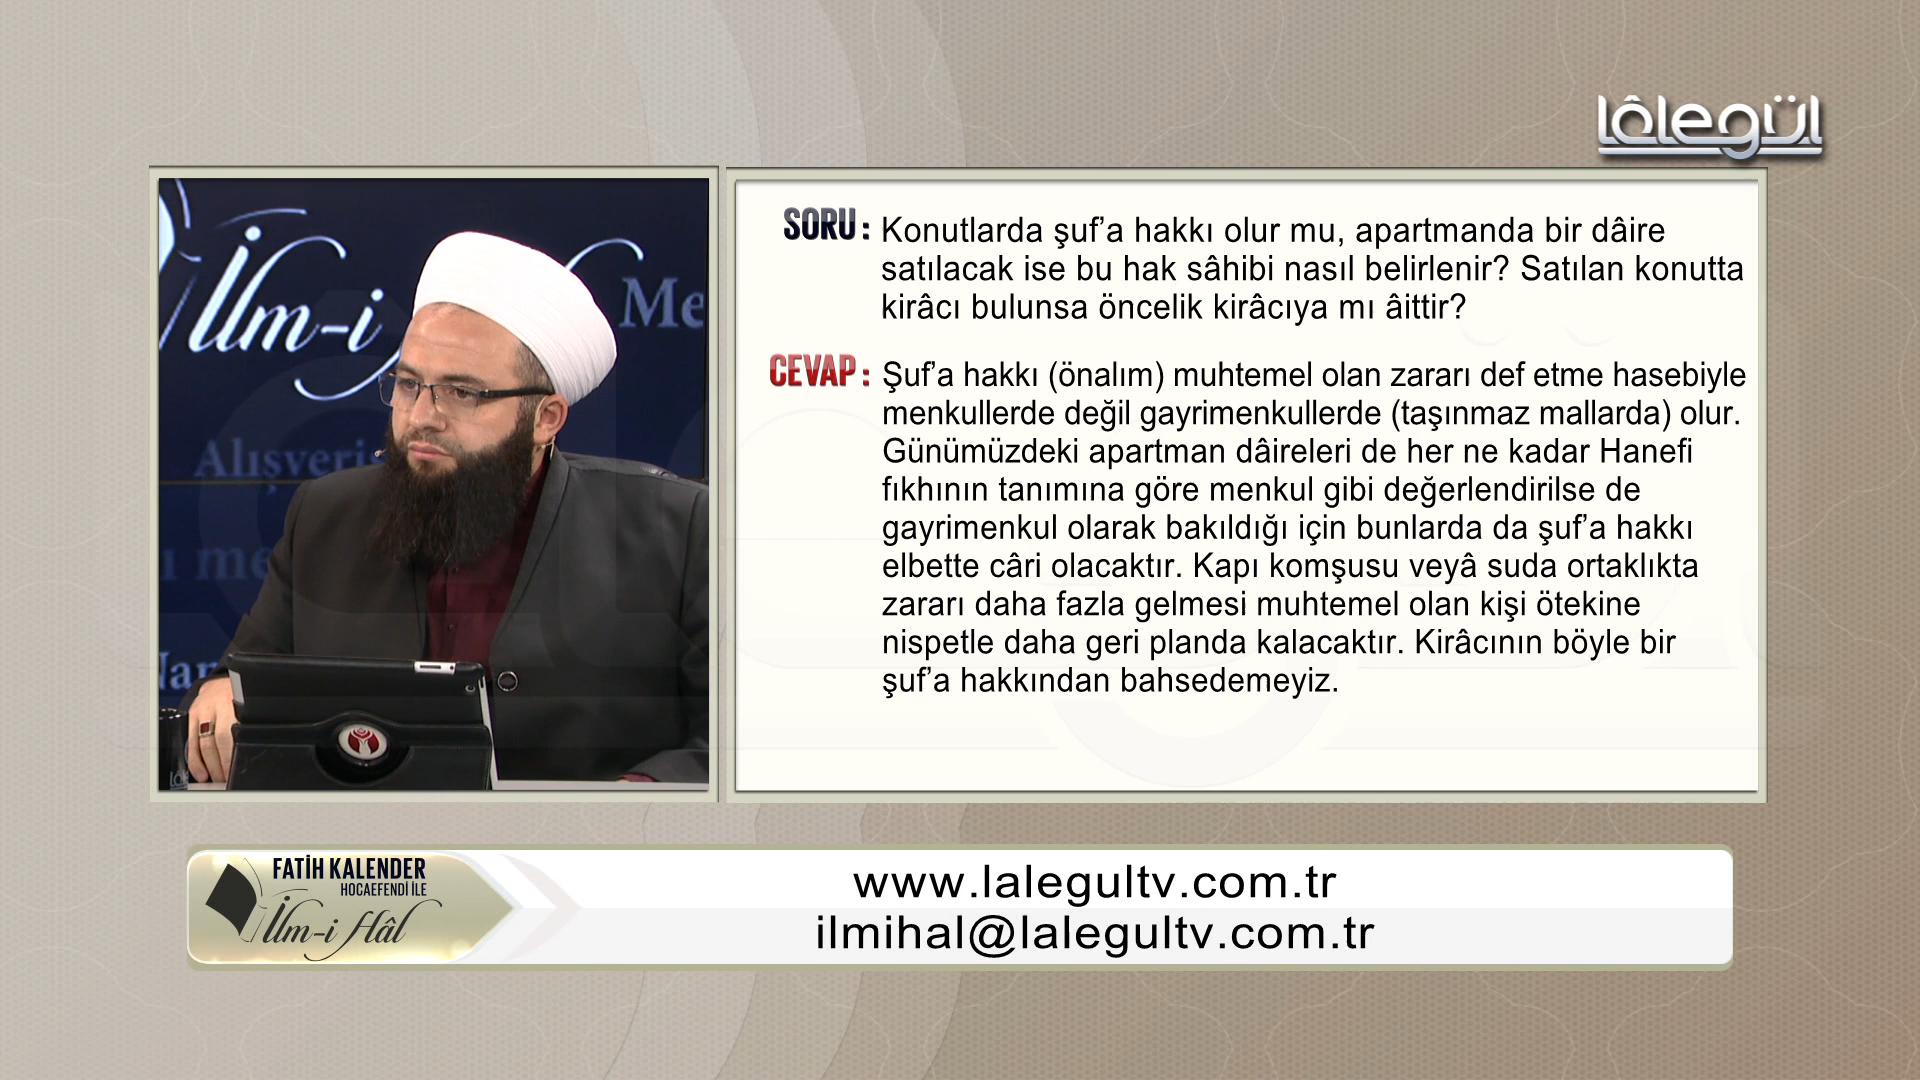 lâlegül
İlm-i
Me
Alışveriş
ı me
SORU : Konutlarda şuf’a hakkı olur mu, apartmanda bir dâire
satılacak ise bu hak sâhibi nasıl belirlenir? Satılan konutta
kirâcı bulunsa öncelik kirâcıya mı âittir?
CEVAP : Şuf’a hakkı (önalım) muhtemel olan zararı def etme hasebiyle
menkullerde değil gayrimenkullerde (taşınmaz mallarda) olur.
Günümüzdeki apartman dâireleri de her ne kadar Hanefi
fıkhının tanımına göre menkul gibi değerlendirilse de
gayrimenkul olarak bakıldığı için bunlarda da şuf’a hakkı
elbette câri olacaktır. Kapı komşusu veyâ suda ortaklıkta
zararı daha fazla gelmesi muhtemel olan kişi ötekine
nispetle daha geri planda kalacaktır. Kirâcının böyle bir
şuf’a hakkından bahsedemeyiz.
FATİH KALENDER
HOCAEFENDİ İLE
İlm-i Hâl
www.lalegultv.com.tr
ilmihal@lalegultv.com.tr